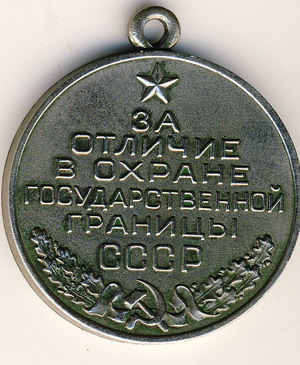 ЗА
ОТЛИЧИЕ
В ОХРАНЕ
ГОСУДАРСТВЕННОЙ
ГРАНИЦЫ
СССР